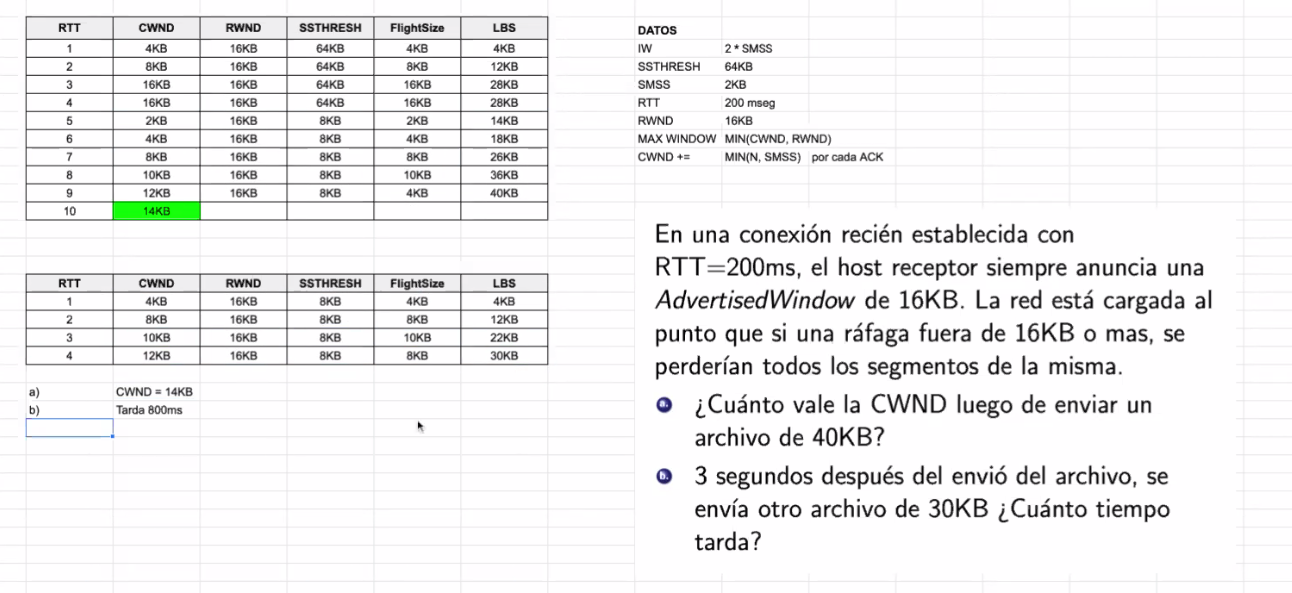 RTT CWND RWND SSTHRESH FlightSize LBS
1 4KB 16KB 64KB 4KB 4KB
2 8KB 16KB 64KB 8KB 12KB
3 16KB 16KB 64KB 16KB 28KB
4 16KB 16KB 64KB 16KB 28KB
5 2KB 16KB 8KB 2KB 14KB
6 4KB 16KB 8KB 4KB 18KB
7 8KB 16KB 8KB 8KB 26KB
8 10KB 16KB 8KB 10KB 36KB
9 12KB 16KB 8KB 4KB 40KB
10 14KB
RTT CWND RWND SSTHRESH FlightSize LBS
1 4KB 16KB 8KB 4KB 4KB
2 8KB 16KB 8KB 8KB 12KB
3 10KB 16KB 8KB 10KB 22KB
4 12KB 16KB 8KB 8KB 30KB
a) CWND = 14KB
b) Tarda 800ms
DATOS
IW 2 * SMSS
SSTHRESH 64KB
SMSS 2KB
RTT 200 mseg
RWND 16KB
MAX WINDOW MIN(CWND, RWND)
CWND += MIN(N, SMSS) por cada ACK
En una conexión recién establecida con
RTT=200ms, el host receptor siempre anuncia una
AdvertisedWindow de 16KB. La red está cargada al
punto que si una ráfaga fuera de 16KB o mas, se
perderían todos los segmentos de la misma.
a. ¿Cuánto vale la CWND luego de enviar un
archivo de 40KB?
b. 3 segundos después del envió del archivo, se
envía otro archivo de 30KB ¿Cuánto tiempo
tarda?